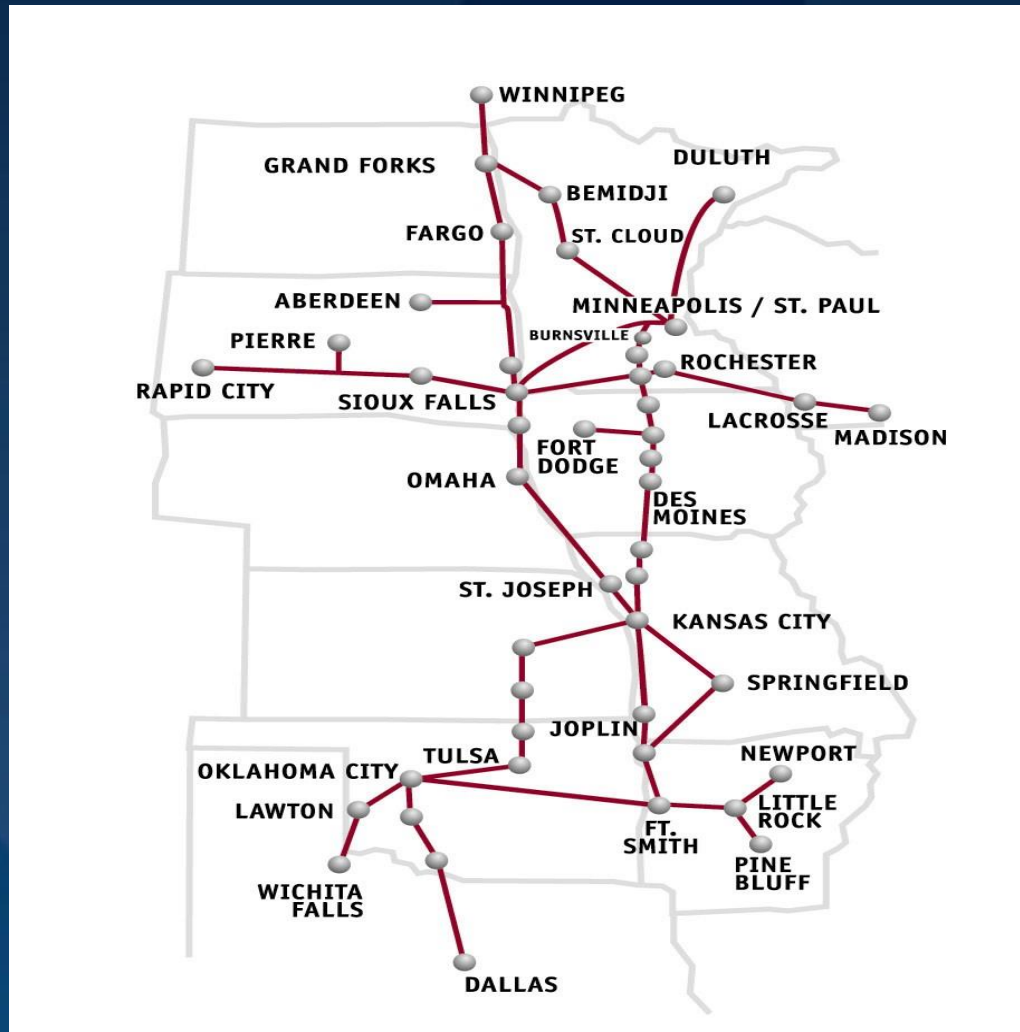 WINNIPEG
DULUTH
GRAND FORKS
BEMIDJI
FARGO
ST. CLOUD
ABERDEEN
MINNEAPOLIS / ST. PAUL
BURNSVILLE
PIERRE
ROCHESTER
RAPID CITY
SIOUX FALLS
LACROSSE
MADISON
FORT
DODGE
OMAHA
DES
MOINES
ST. JOSEPH
KANSAS CITY
SPRINGFIELD
JOPLIN
NEWPORT
TULSA
OKLAHOMA CITY
LAWTON
LITTLE
ROCK
FT.
SMITH
PINE
BLUFF
WICHITA
FALLS
DALLAS